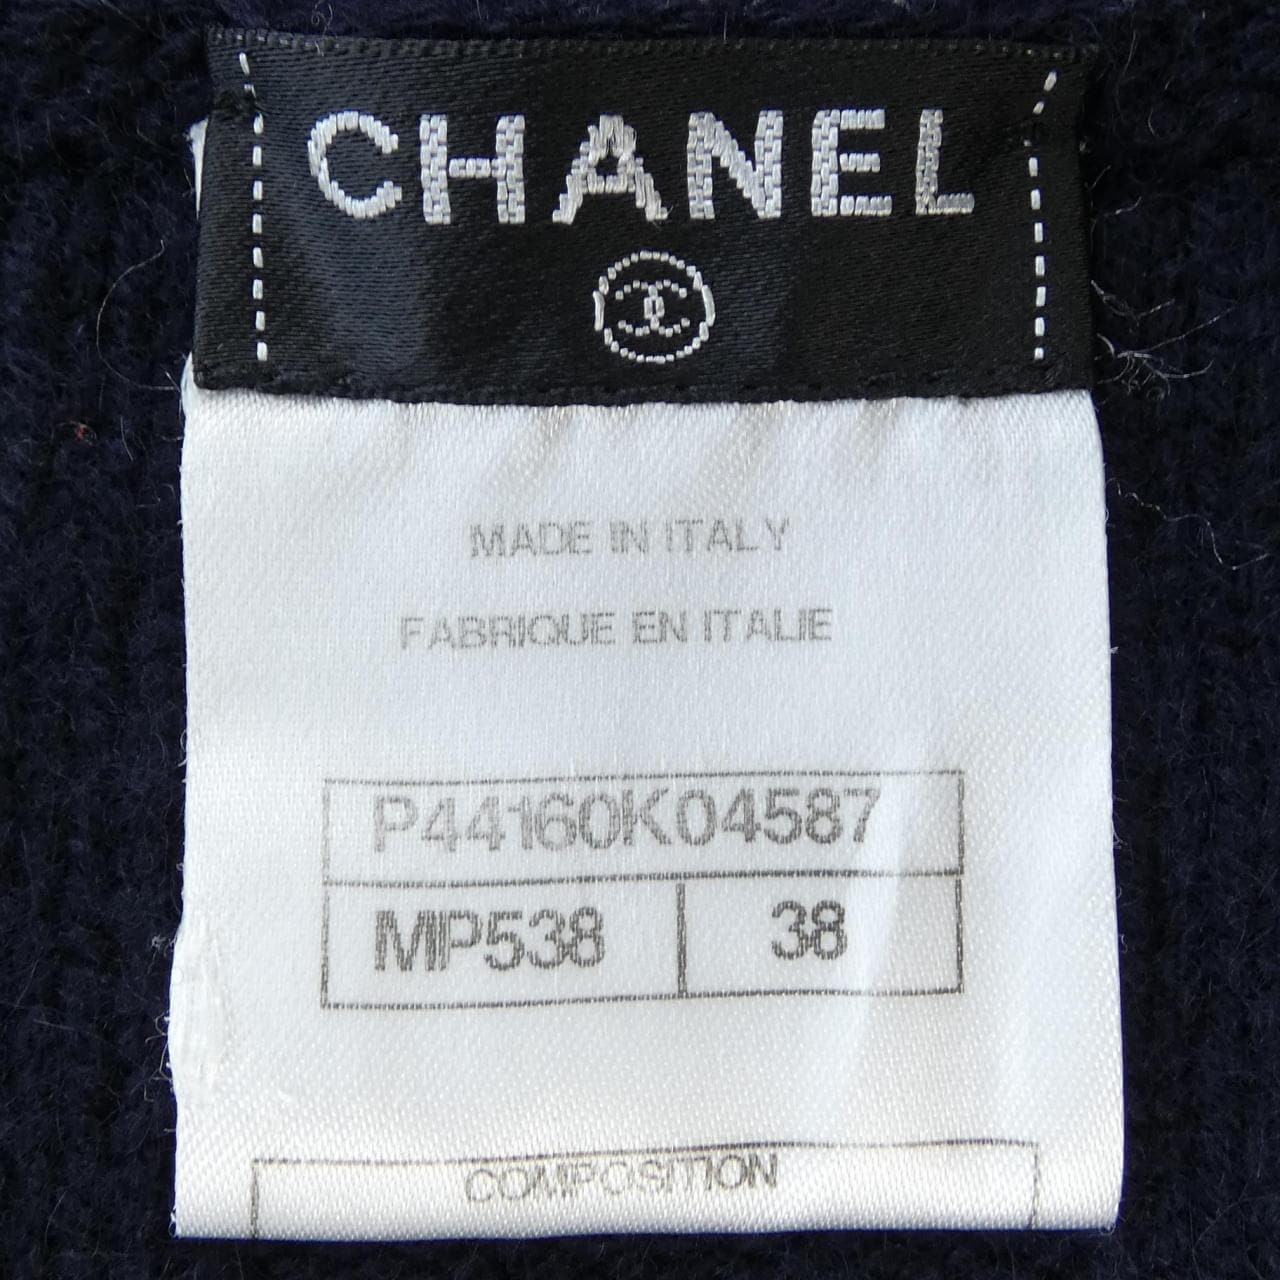 CHANEL
MADE IN ITALY
FABRIQUE EN ITALIE
P44160K04587
MP538 38
COMPOSITION